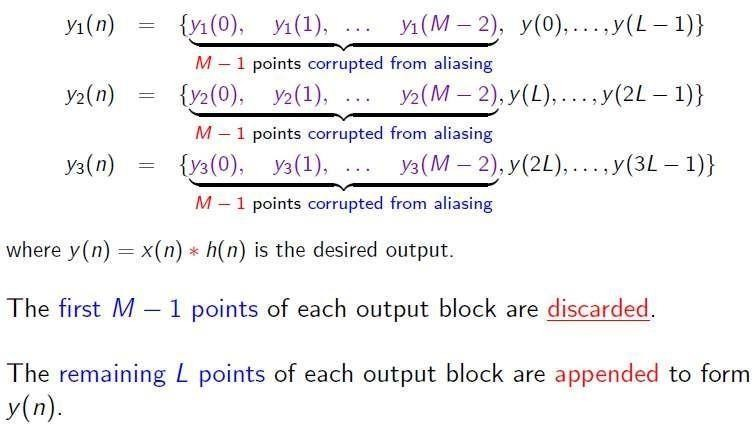 y₁(n) = {y₁(0), y₁(1), ... y₁(M − 2), y(0),...,y(L − 1)}
M − 1 points corrupted from aliasing
y₂(n) = {y₂(0), y₂(1), ... y₂(M − 2), y(L),...,y(2L − 1)}
M − 1 points corrupted from aliasing
y₃(n) = {y₃(0), y₃(1), ... y₃(M − 2), y(2L),...,y(3L − 1)}
M − 1 points corrupted from aliasing
where y(n) = x(n) * h(n) is the desired output.
The first M − 1 points of each output block are discarded.
The remaining L points of each output block are appended to form
y(n).